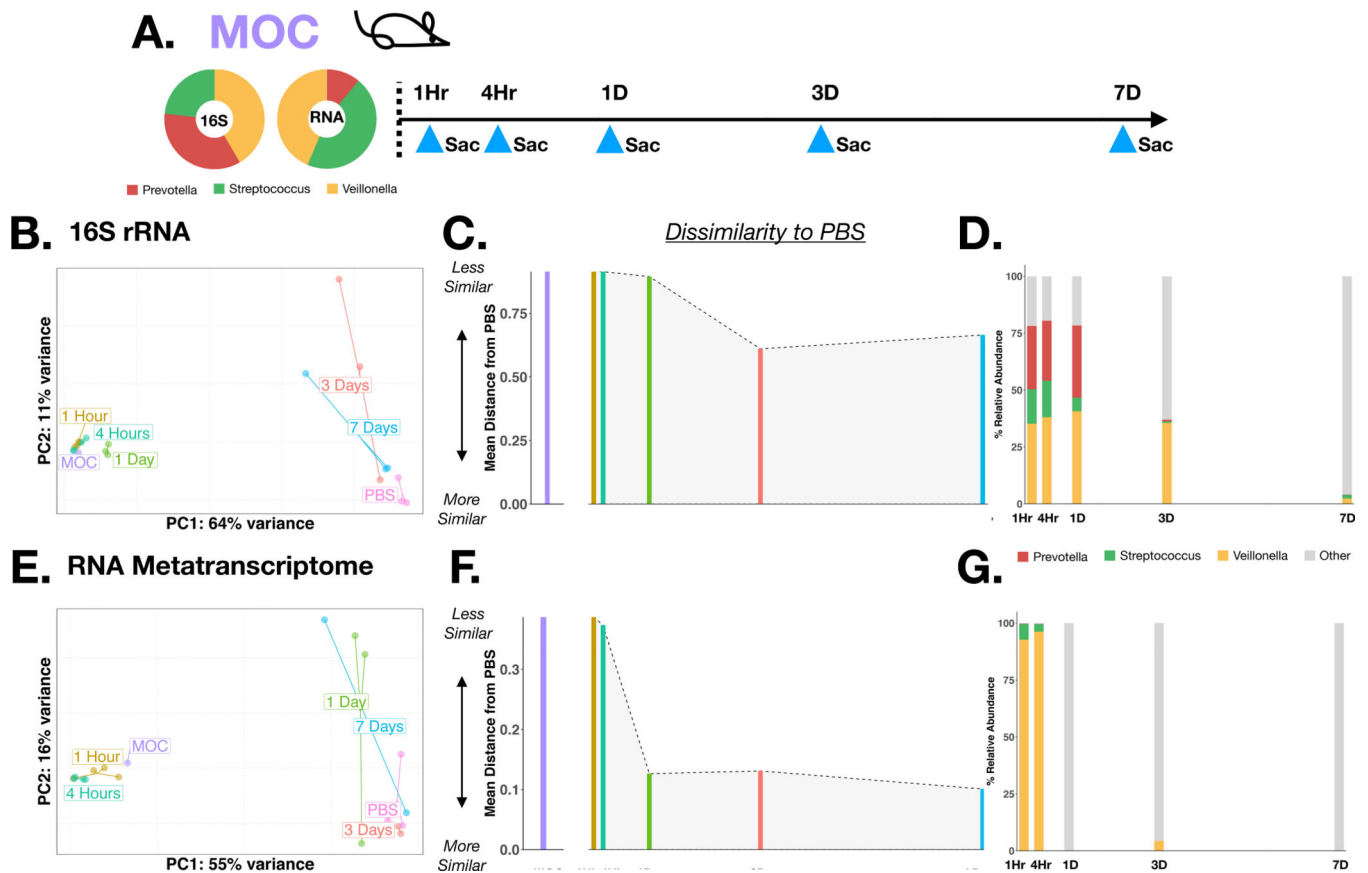 A. MOC
16S
RNA
1Hr 4Hr 1D 3D 7D
Sac Sac Sac Sac Sac
Prevotella Streptococcus Veillonella
B. 16S rRNA
PC2: 11% variance
3 Days
1 Hour
4 Hours
7 Days
MOC
1 Day
PBS
PC1: 64% variance
C. Dissimilarity to PBS
Less
Similar
More
Similar
Mean Distance from PBS
0.75
0.50
0.25
0.00
D.
% Relative Abundance
100
75
50
25
0
1Hr 4Hr 1D 3D 7D
Prevotella Streptococcus Veillonella Other
E. RNA Metatranscriptome
PC2: 16% variance
1 Day
7 Days
MOC
1 Hour
4 Hours
PBS
3 Days
PC1: 55% variance
F.
Less
Similar
More
Similar
Mean Distance from PBS
0.3
0.2
0.1
0.0
G.
% Relative Abundance
100
75
50
25
0
1Hr 4Hr 1D 3D 7D